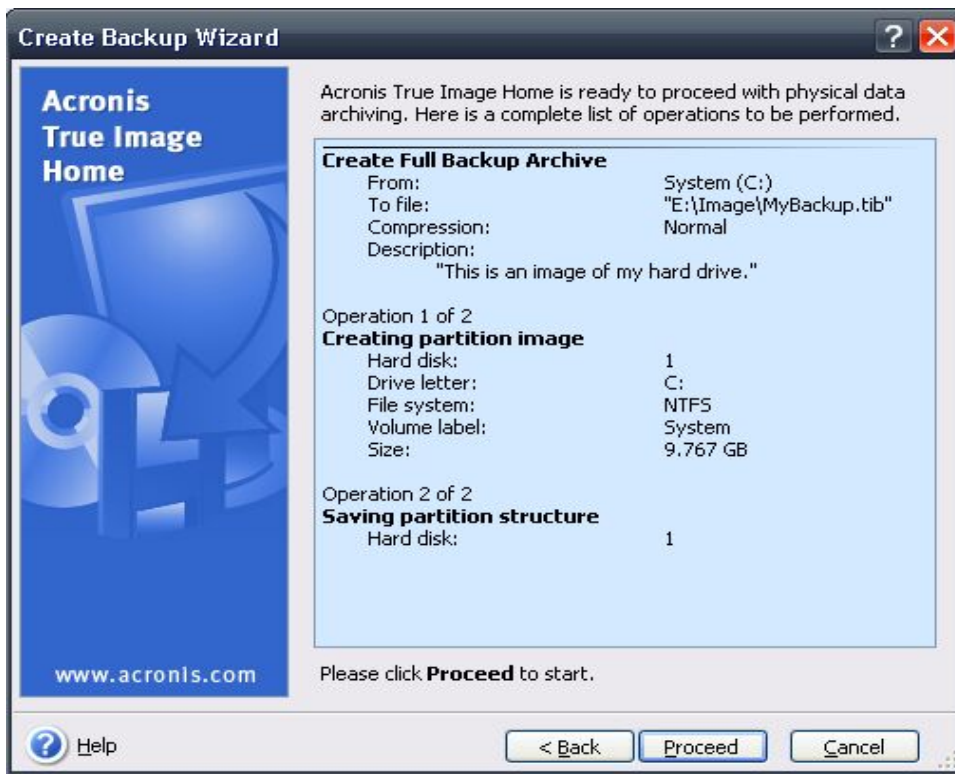 Create Backup Wizard
Acronis
True Image
Home
Acronis True Image Home is ready to proceed with physical data
archiving. Here is a complete list of operations to be performed.
Create Full Backup Archive
From: System (C:)
To file: "E:\Image\MyBackup.tib"
Compression: Normal
Description:
"This is an image of my hard drive."
Operation 1 of 2
Creating partition image
Hard disk: 1
Drive letter: C:
File system: NTFS
Volume label: System
Size: 9.767 GB
Operation 2 of 2
Saving partition structure
Hard disk: 1
www.acronis.com
Please click Proceed to start.
Help
< Back
Proceed
Cancel